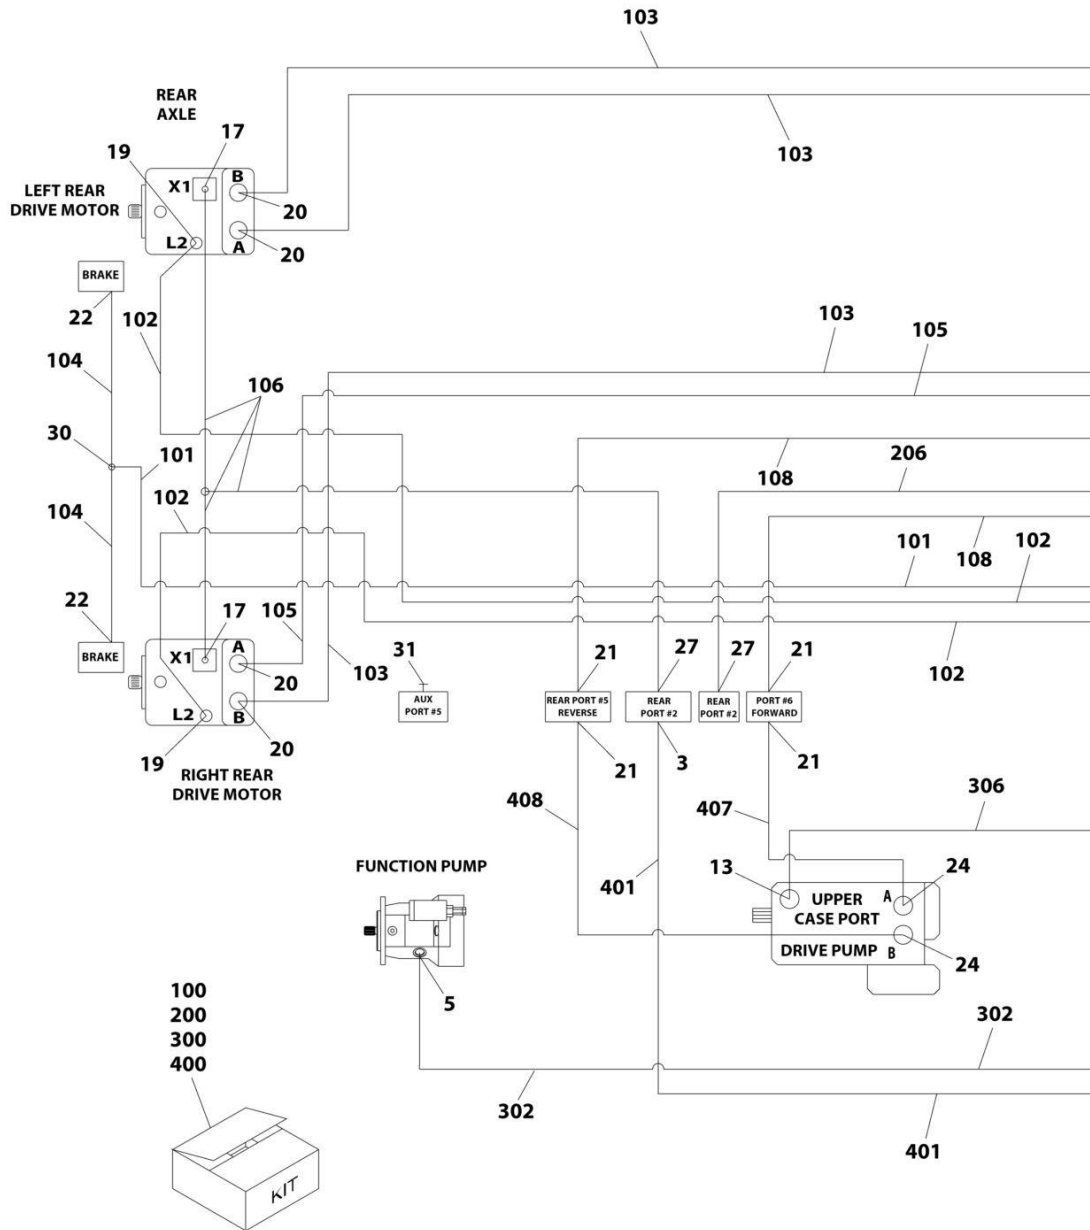 103
REAR
AXLE
17
19
103
X1
B
LEFT REAR
DRIVE MOTOR
20
L2
A
20
BRAKE
22
102
103
105
104
106
30
101
206
108
102
104
101
102
108
22
17
105
102
BRAKE
X1
A
20
103
31
21
27
27
21
AUX
PORT #5
REAR PORT #5
REVERSE
REAR
PORT #2
REAR
PORT #2
PORT #6
FORWARD
L2
B
19
20
21
3
21
RIGHT REAR
DRIVE MOTOR
408
407
306
FUNCTION PUMP
401
13
24
UPPER
CASE PORT
A
DRIVE PUMP
B
24
5
100
200
300
400
302
302
401
KIT